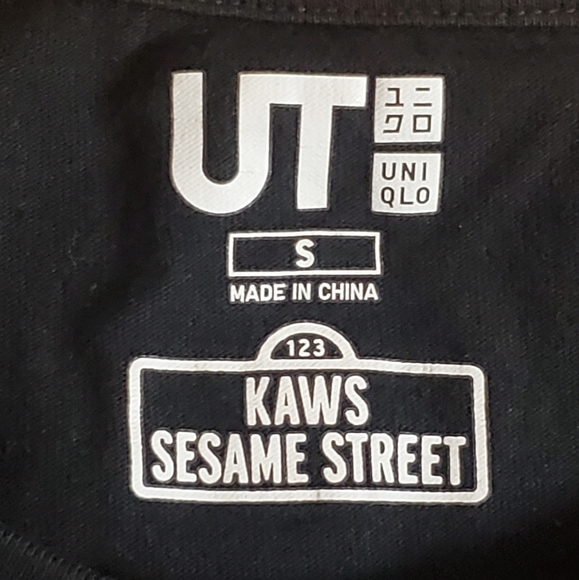 UT
ユニ
クロ
UNI
QLO
S
MADE IN CHINA
123
KAWS
SESAME STREET